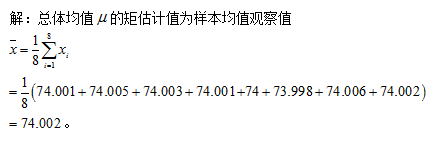 解：总体均值 μ 的矩估计值为样本均值观察值
x̄ = 1/8 ∑_{i=1}^{8} x_i
= 1/8 (74.001 + 74.005 + 74.003 + 74.001 + 74 + 73.998 + 74.006 + 74.002)
= 74.002 。